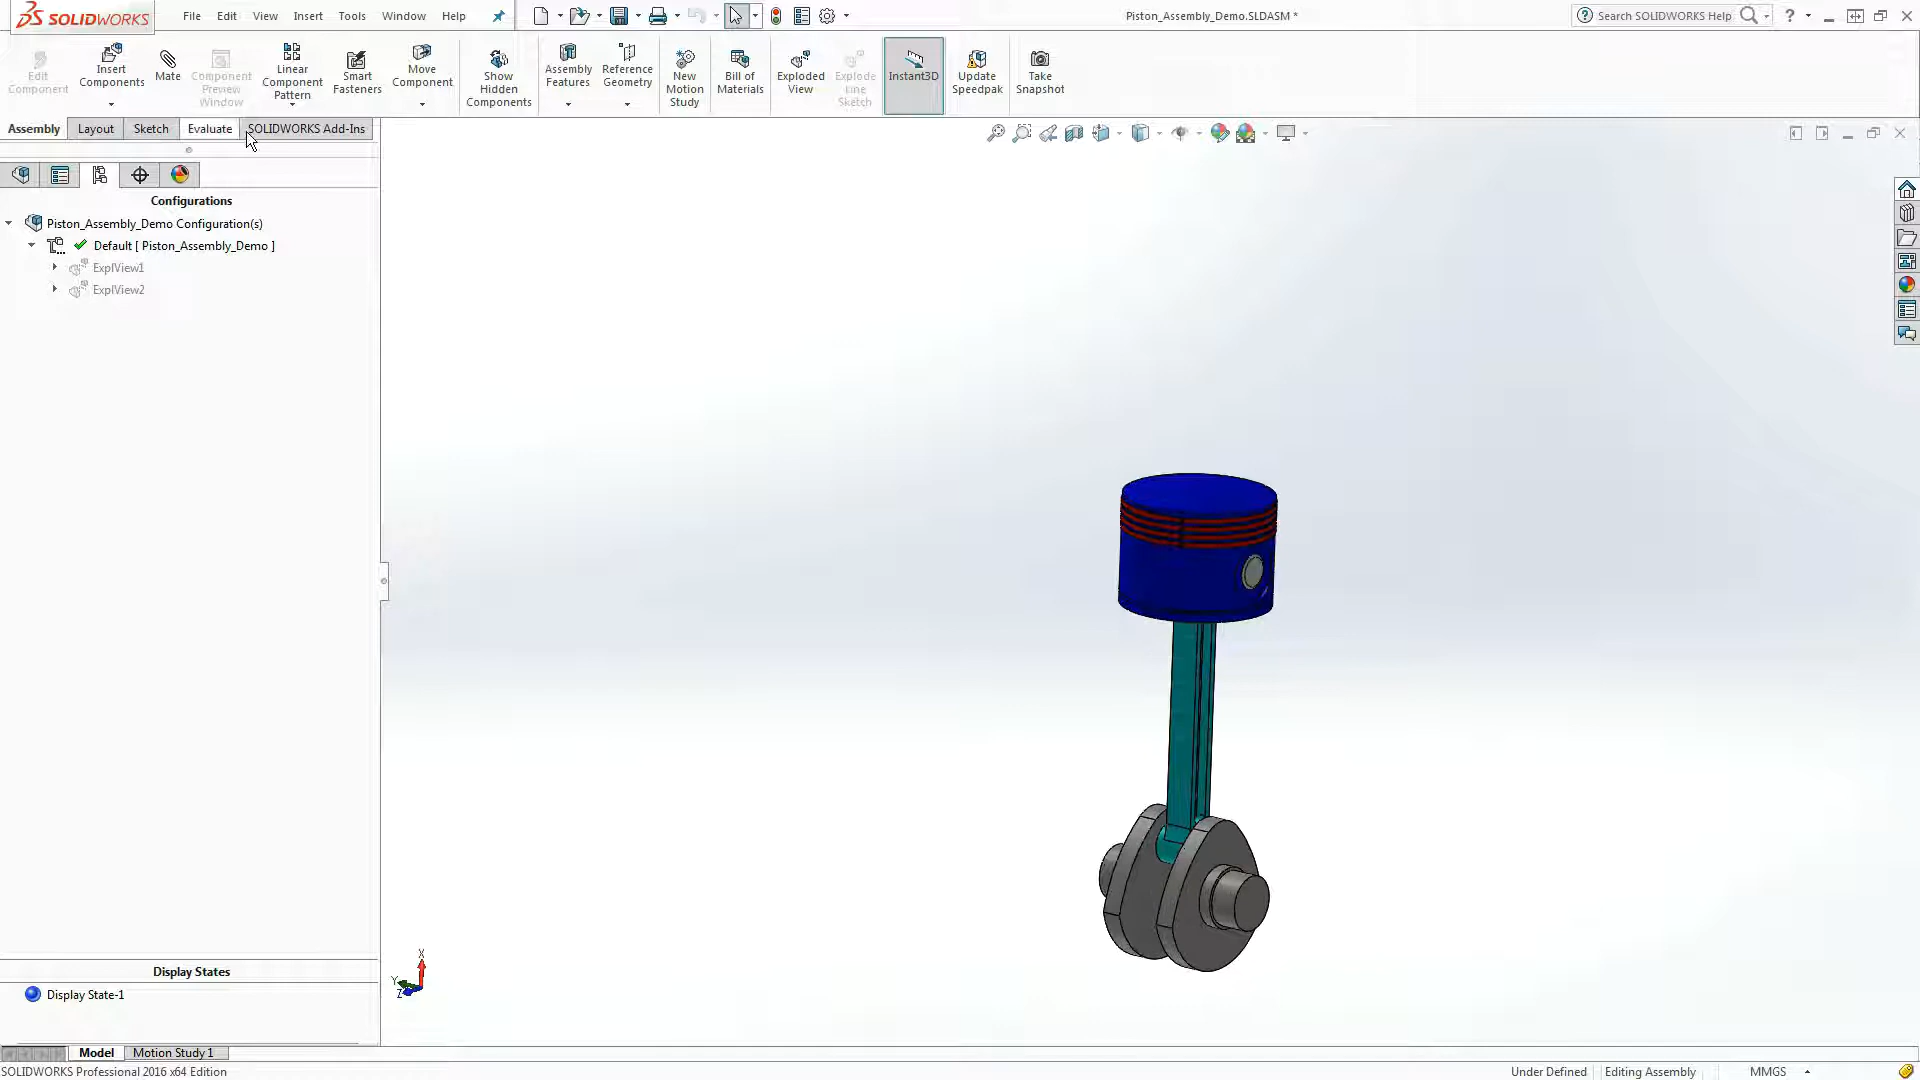 SOLIDWORKS
File Edit View Insert Tools Window Help
Piston_Assembly_Demo.SLDASM *
Search SOLIDWORKS Help
?
Edit
Component
Insert
Components
Mate
Component
Preview
Window
Linear
Component
Pattern
Smart
Fasteners
Move
Component
Show
Hidden
Components
Assembly
Features
Reference
Geometry
New
Motion
Study
Bill of
Materials
Exploded
View
Explode
Line
Sketch
Instant3D
Update
Speedpak
Take
Snapshot
Assembly Layout Sketch Evaluate SOLIDWORKS Add-Ins
Configurations
Piston_Assembly_Demo Configuration(s)
Default [ Piston_Assembly_Demo ]
ExplView1
ExplView2
X
Y
Z
Display States
Display State-1
Model Motion Study 1
SOLIDWORKS Professional 2016 x64 Edition
Under Defined Editing Assembly MMGS